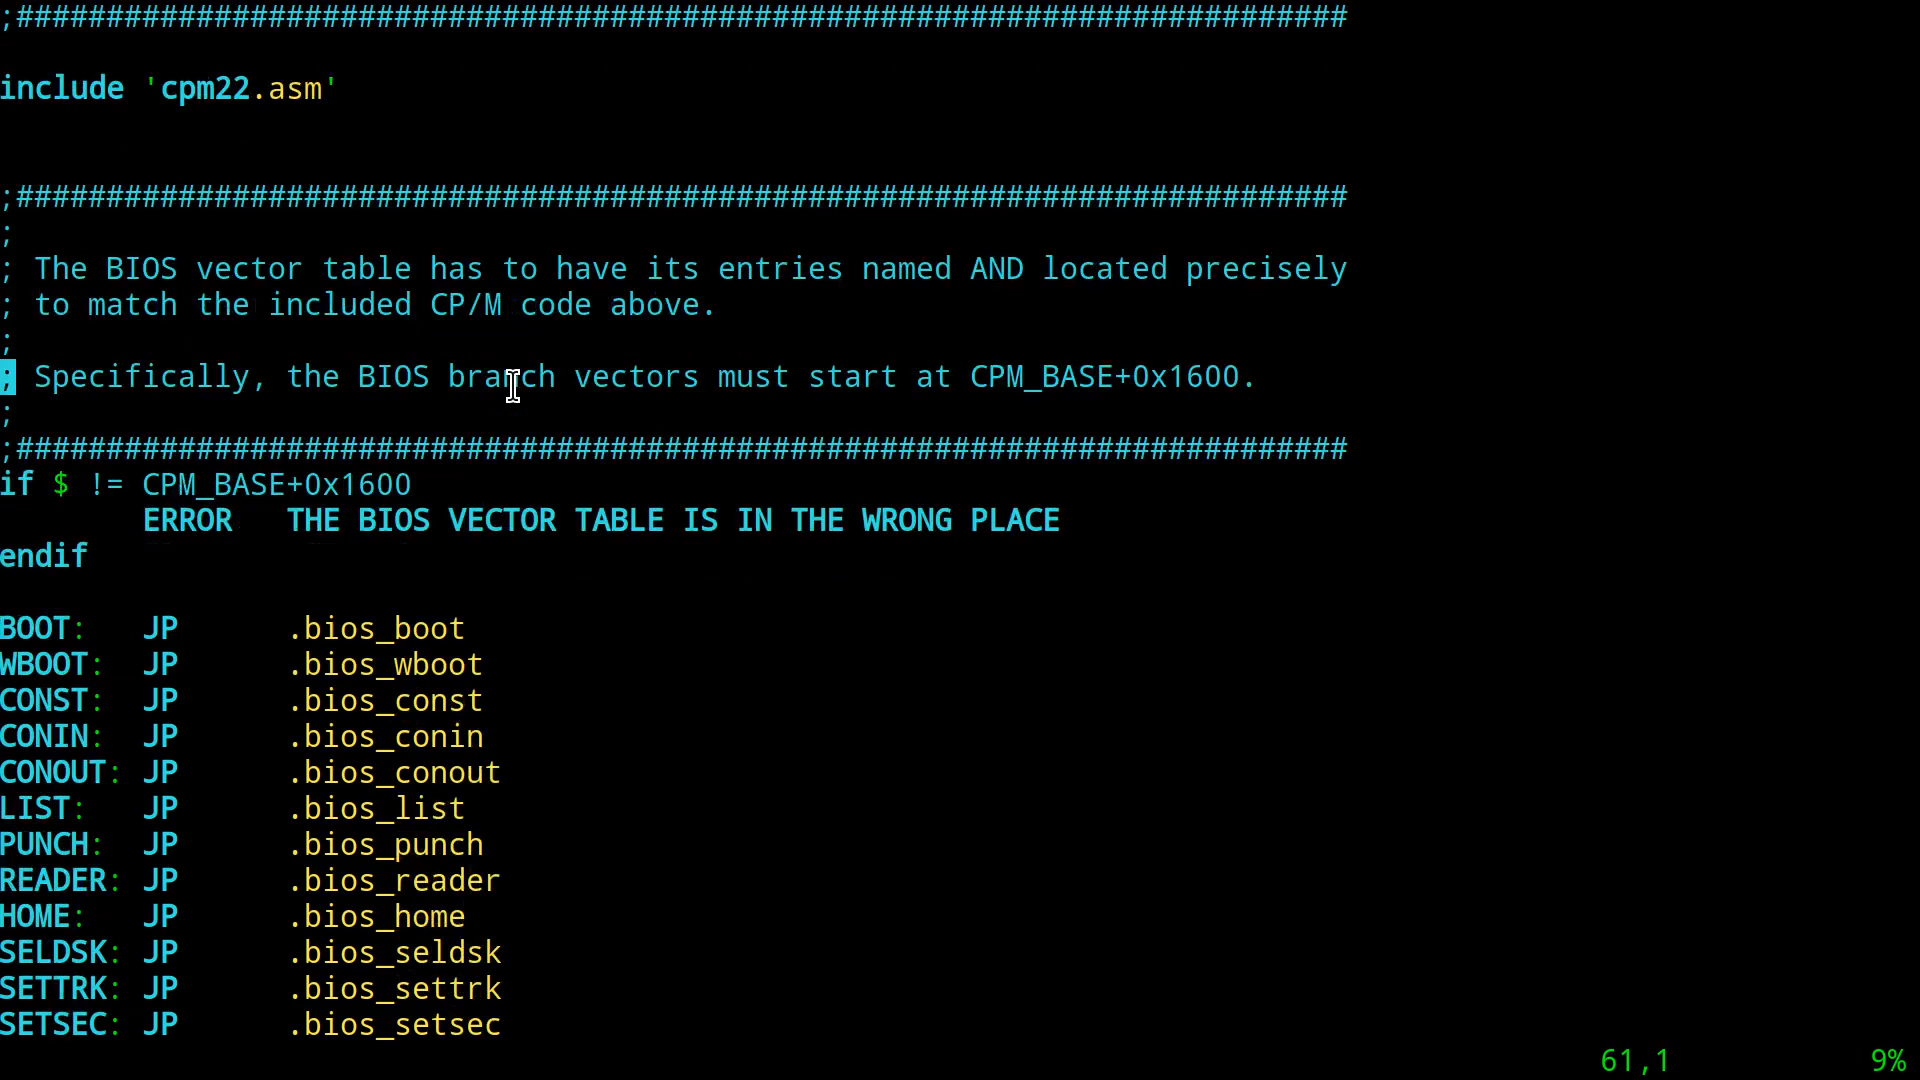 ;##########################################################################
include 'cpm22.asm'
;##########################################################################
;
; The BIOS vector table has to have its entries named AND located precisely
; to match the included CP/M code above.
;
; Specifically, the BIOS branch vectors must start at CPM_BASE+0x1600.
;
;##########################################################################
if $ != CPM_BASE+0x1600
ERROR THE BIOS VECTOR TABLE IS IN THE WRONG PLACE
endif
BOOT: JP .bios_boot
WBOOT: JP .bios_wboot
CONST: JP .bios_const
CONIN: JP .bios_conin
CONOUT: JP .bios_conout
LIST: JP .bios_list
PUNCH: JP .bios_punch
READER: JP .bios_reader
HOME: JP .bios_home
SELDSK: JP .bios_seldsk
SETTRK: JP .bios_settrk
SETSEC: JP .bios_setsec
61,1 9%